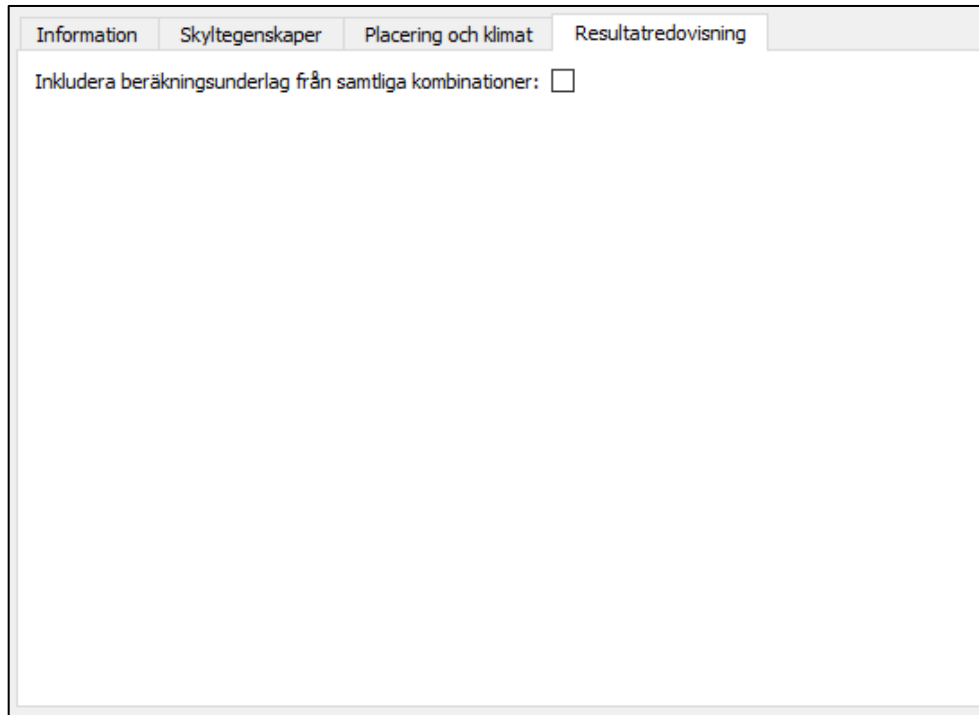 Information Skyltegenskaper Placering och klimat Resultatredovisning
Inkludera beräkningsunderlag från samtliga kombinationer: